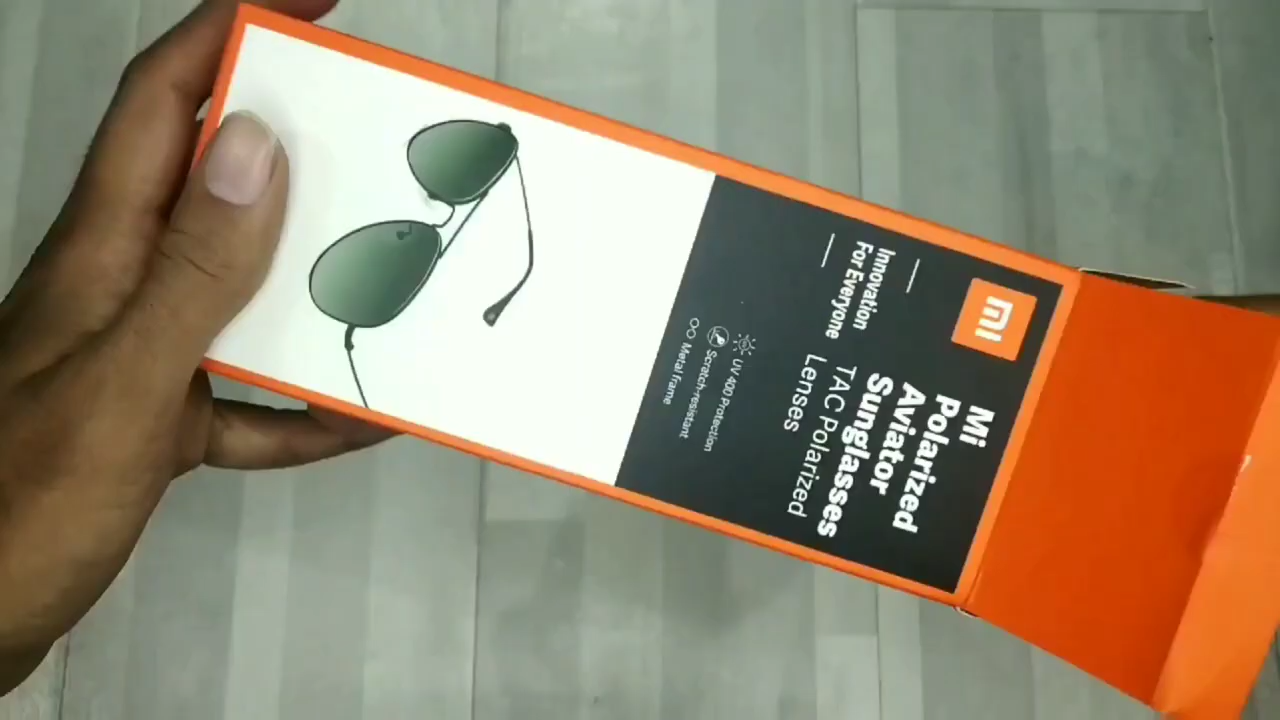 mi
Innovation
For Everyone
Mi
Polarized
Aviator
Sunglasses
TAC Polarized
Lenses
UV 400 Protection
Scratch-resistant
Metal frame